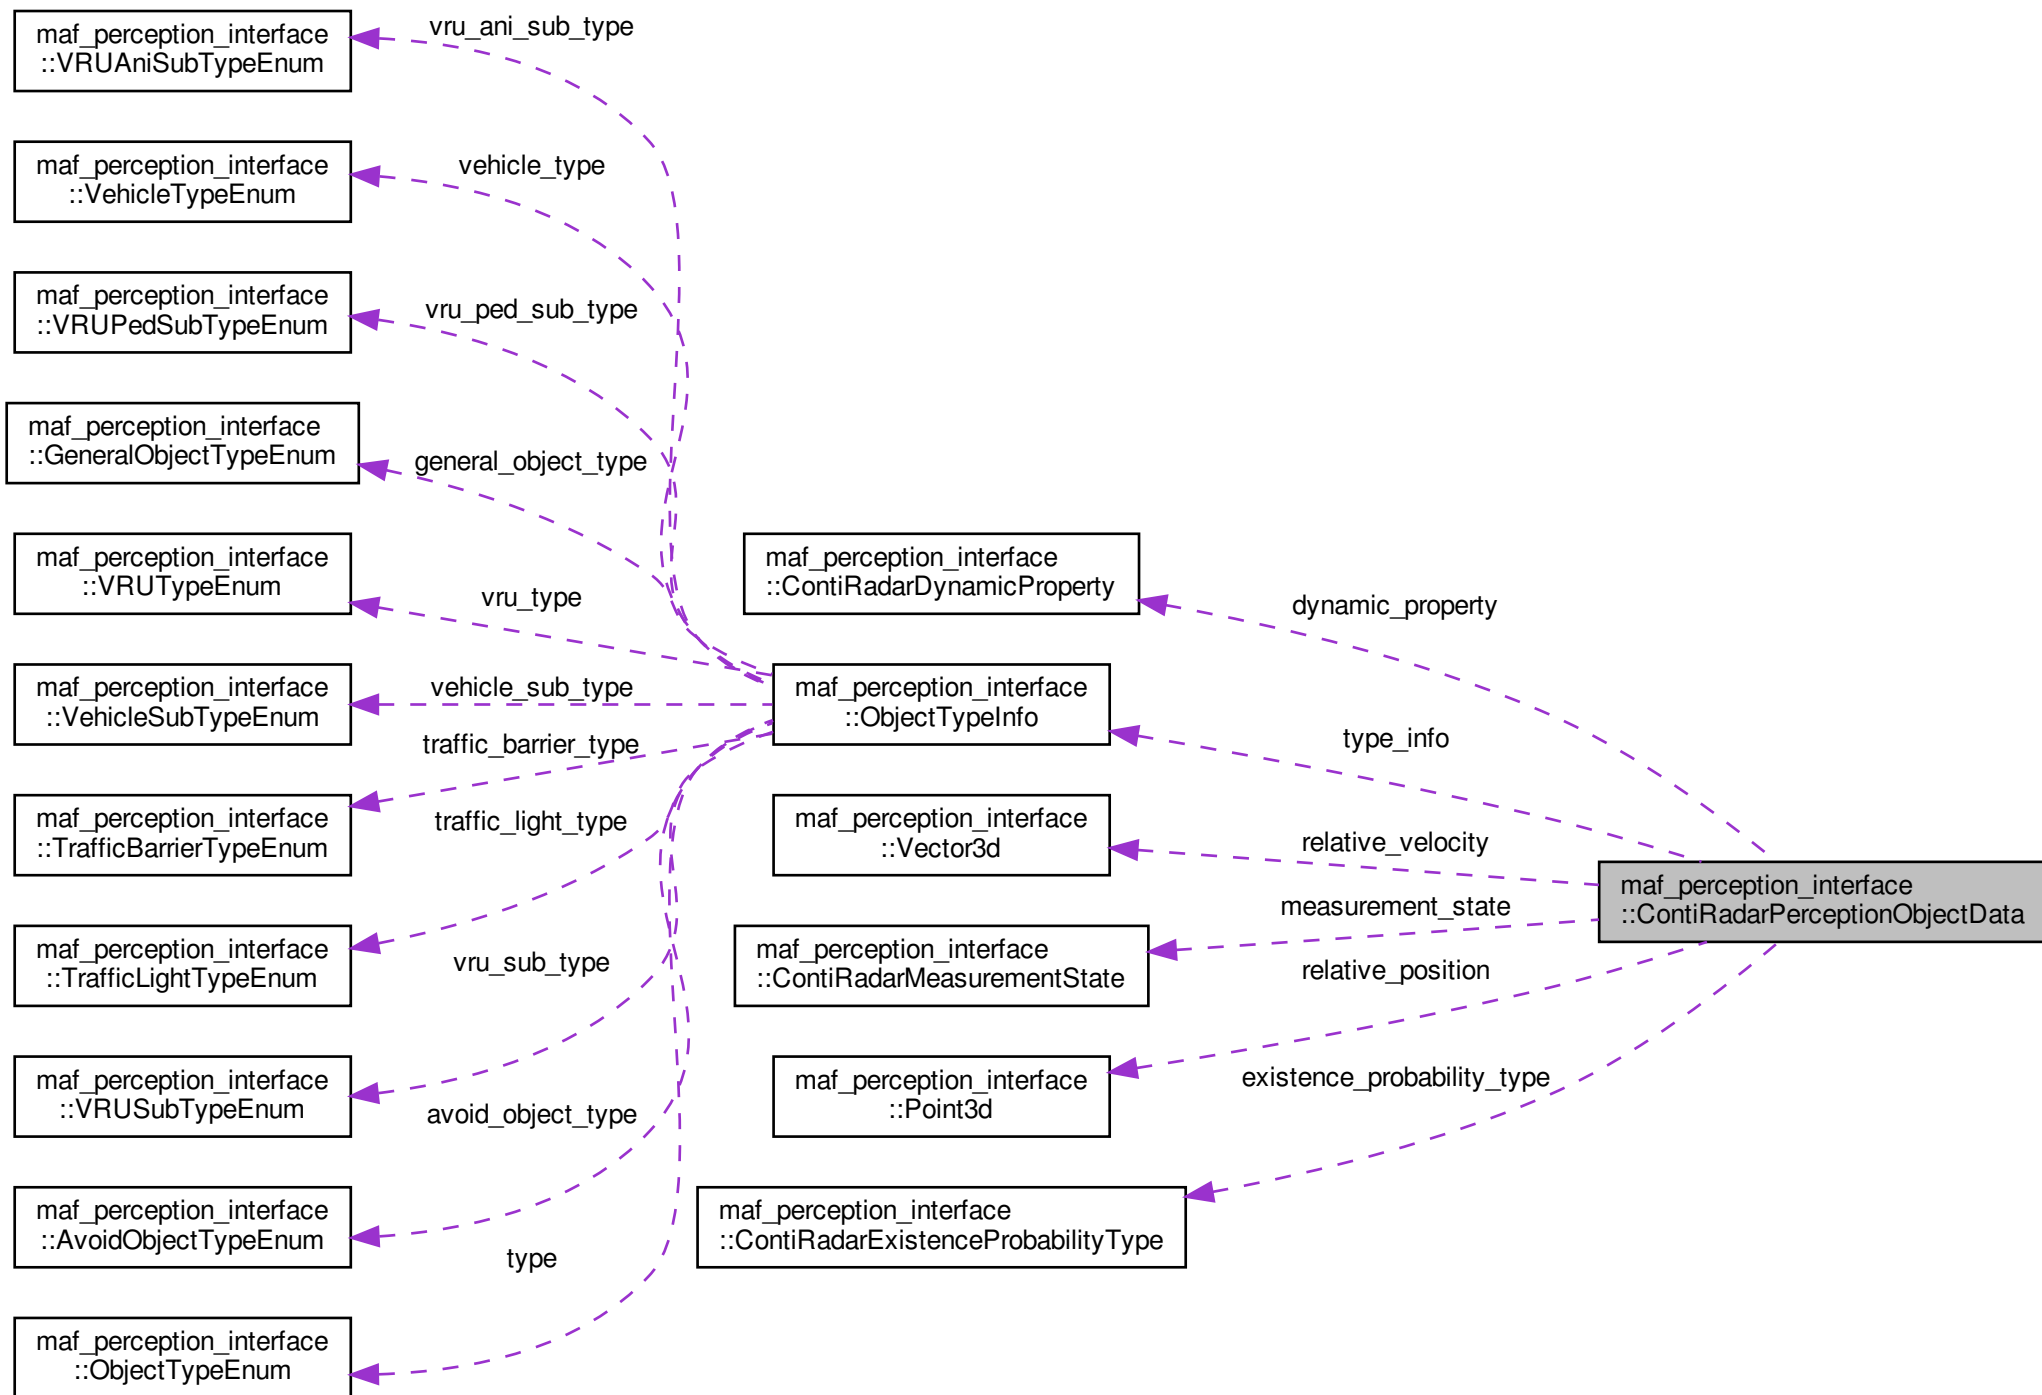 maf_perception_interface
::VRUAniSubTypeEnum
maf_perception_interface
::VehicleTypeEnum
maf_perception_interface
::VRUPedSubTypeEnum
maf_perception_interface
::GeneralObjectTypeEnum
maf_perception_interface
::VRUTypeEnum
maf_perception_interface
::VehicleSubTypeEnum
maf_perception_interface
::TrafficBarrierTypeEnum
maf_perception_interface
::TrafficLightTypeEnum
maf_perception_interface
::VRUSubTypeEnum
maf_perception_interface
::AvoidObjectTypeEnum
maf_perception_interface
::ObjectTypeEnum
vru_ani_sub_type
vehicle_type
vru_ped_sub_type
general_object_type
vru_type
vehicle_sub_type
traffic_barrier_type
traffic_light_type
vru_sub_type
avoid_object_type
type
maf_perception_interface
::ContiRadarDynamicProperty
maf_perception_interface
::ObjectTypeInfo
maf_perception_interface
::Vector3d
maf_perception_interface
::ContiRadarMeasurementState
maf_perception_interface
::Point3d
maf_perception_interface
::ContiRadarExistenceProbabilityType
dynamic_property
type_info
relative_velocity
measurement_state
relative_position
existence_probability_type
maf_perception_interface
::ContiRadarPerceptionObjectData